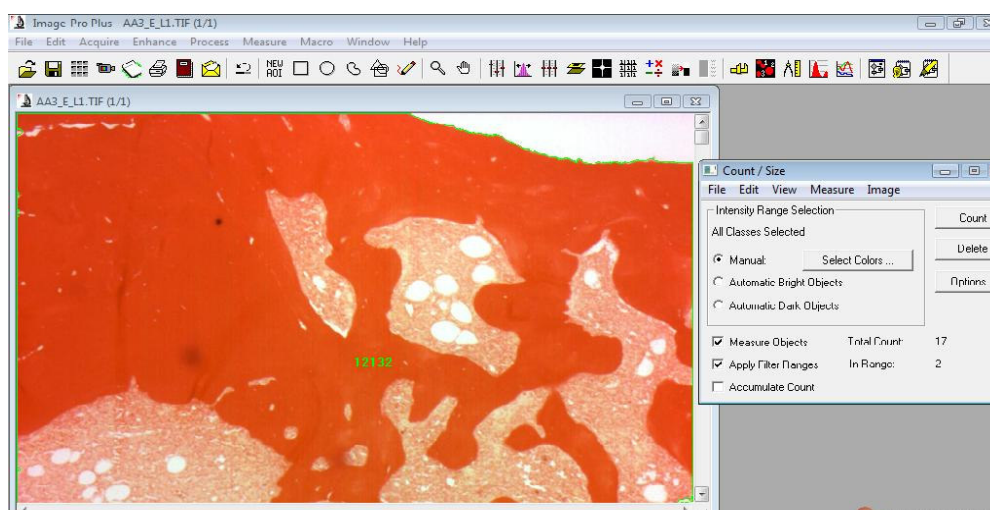 Image Pro Plus AA3_E_L1.TIF (1/1)
File Edit Acquire Enhance Process Measure Macro Window Help
NEW
AOI
AA3_E_L1.TIF (1/1)
12132
Count / Size
File Edit View Measure Image
Intensity Range Selection
All Classes Selected
Manual: Select Colors ...
Automatic Bright Objects
Automatic Dark Objects
Count
Delete
Options
Measure Objects Total Count: 17
Apply Filter Ranges In Range: 2
Accumulate Count